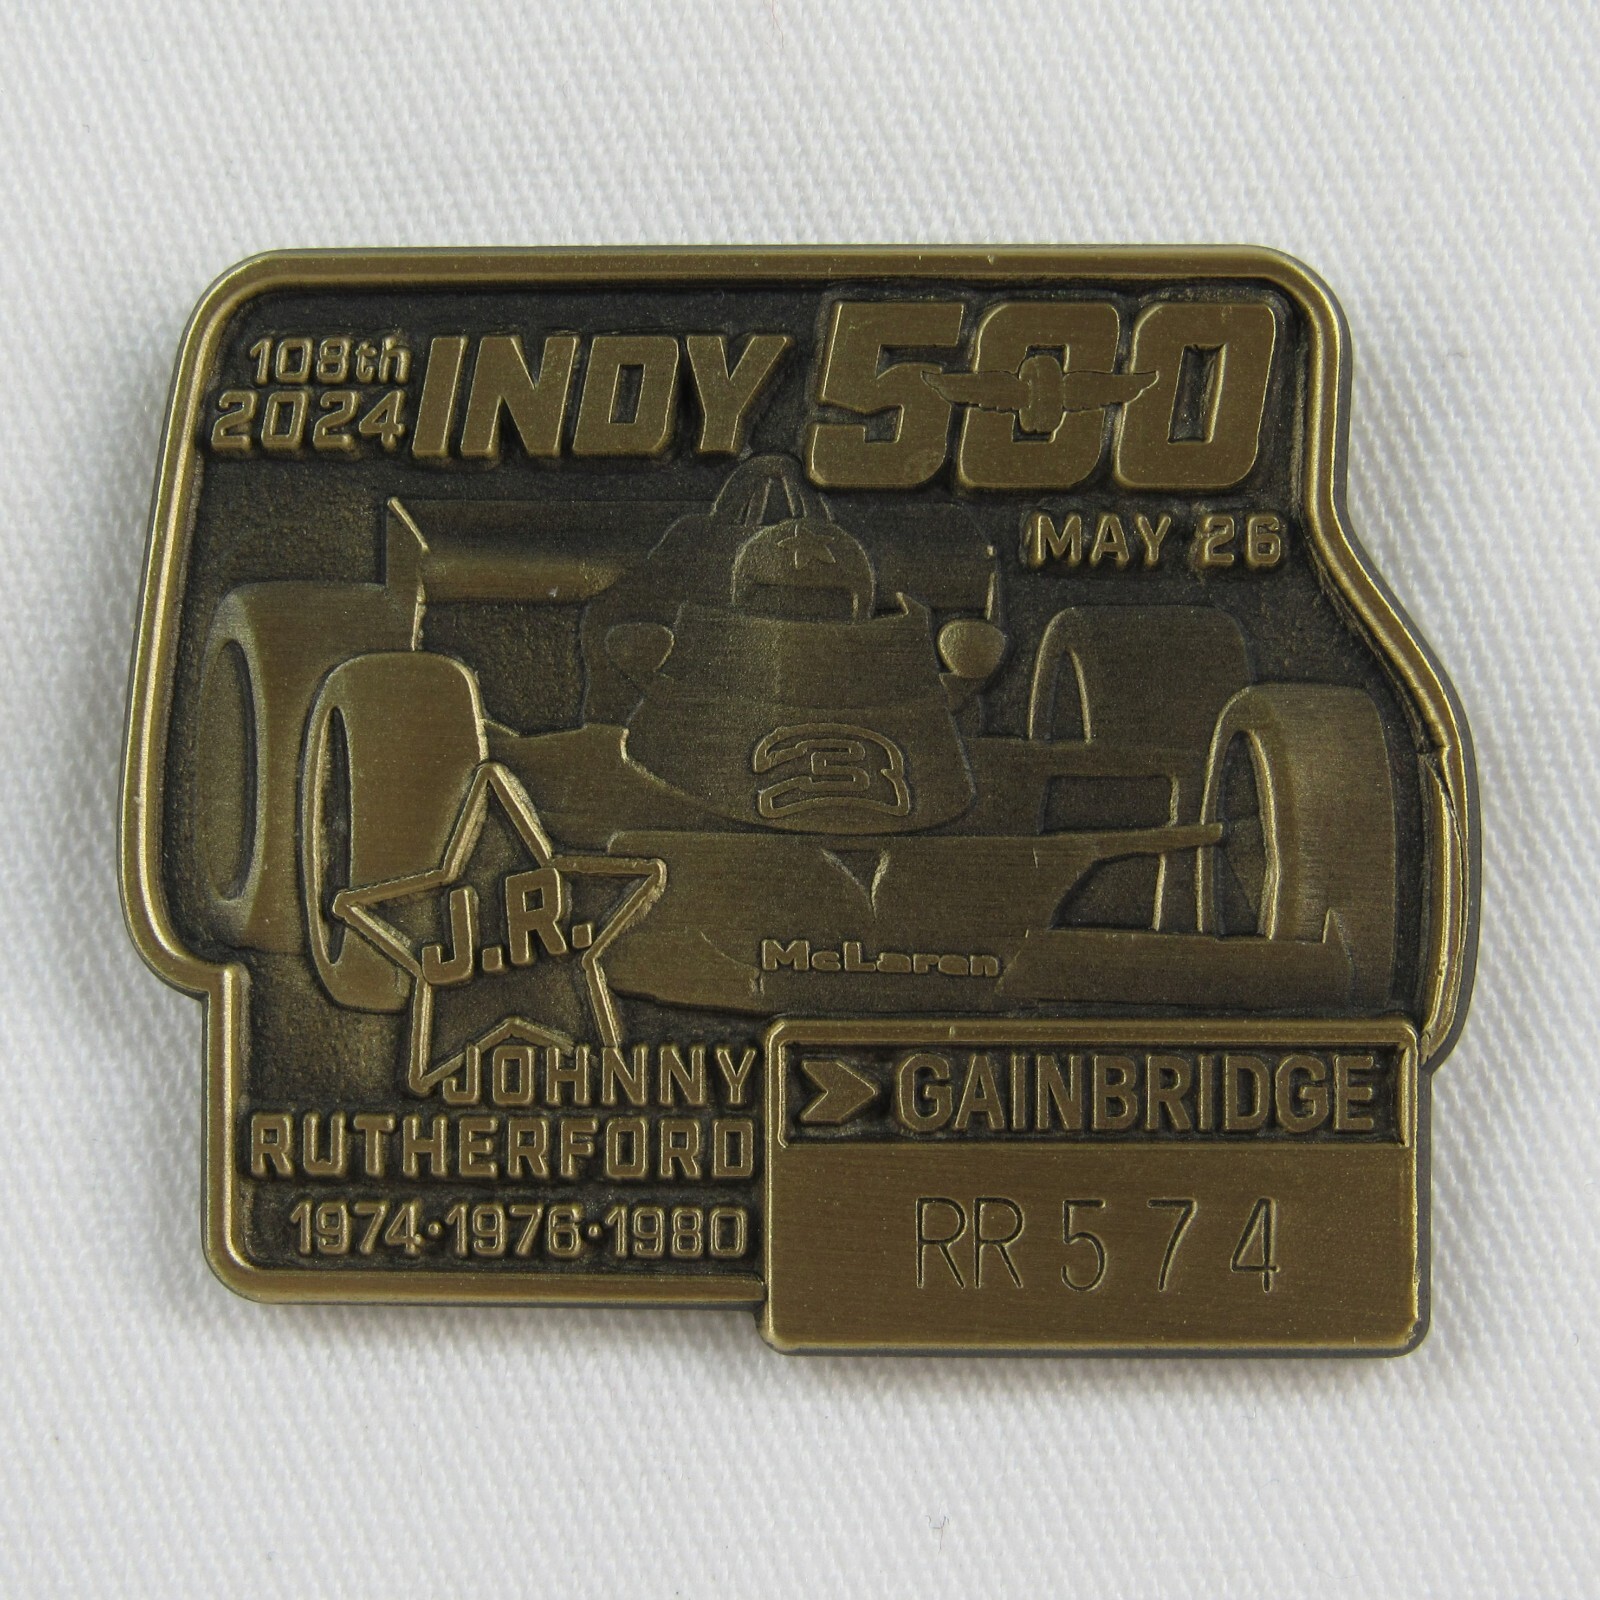 108th
2024
INDY 500
MAY 26
3
J.R.
McLaren
JOHNNY
RUTHERFORD
1974·1976·1980
GAINBRIDGE
RR 574